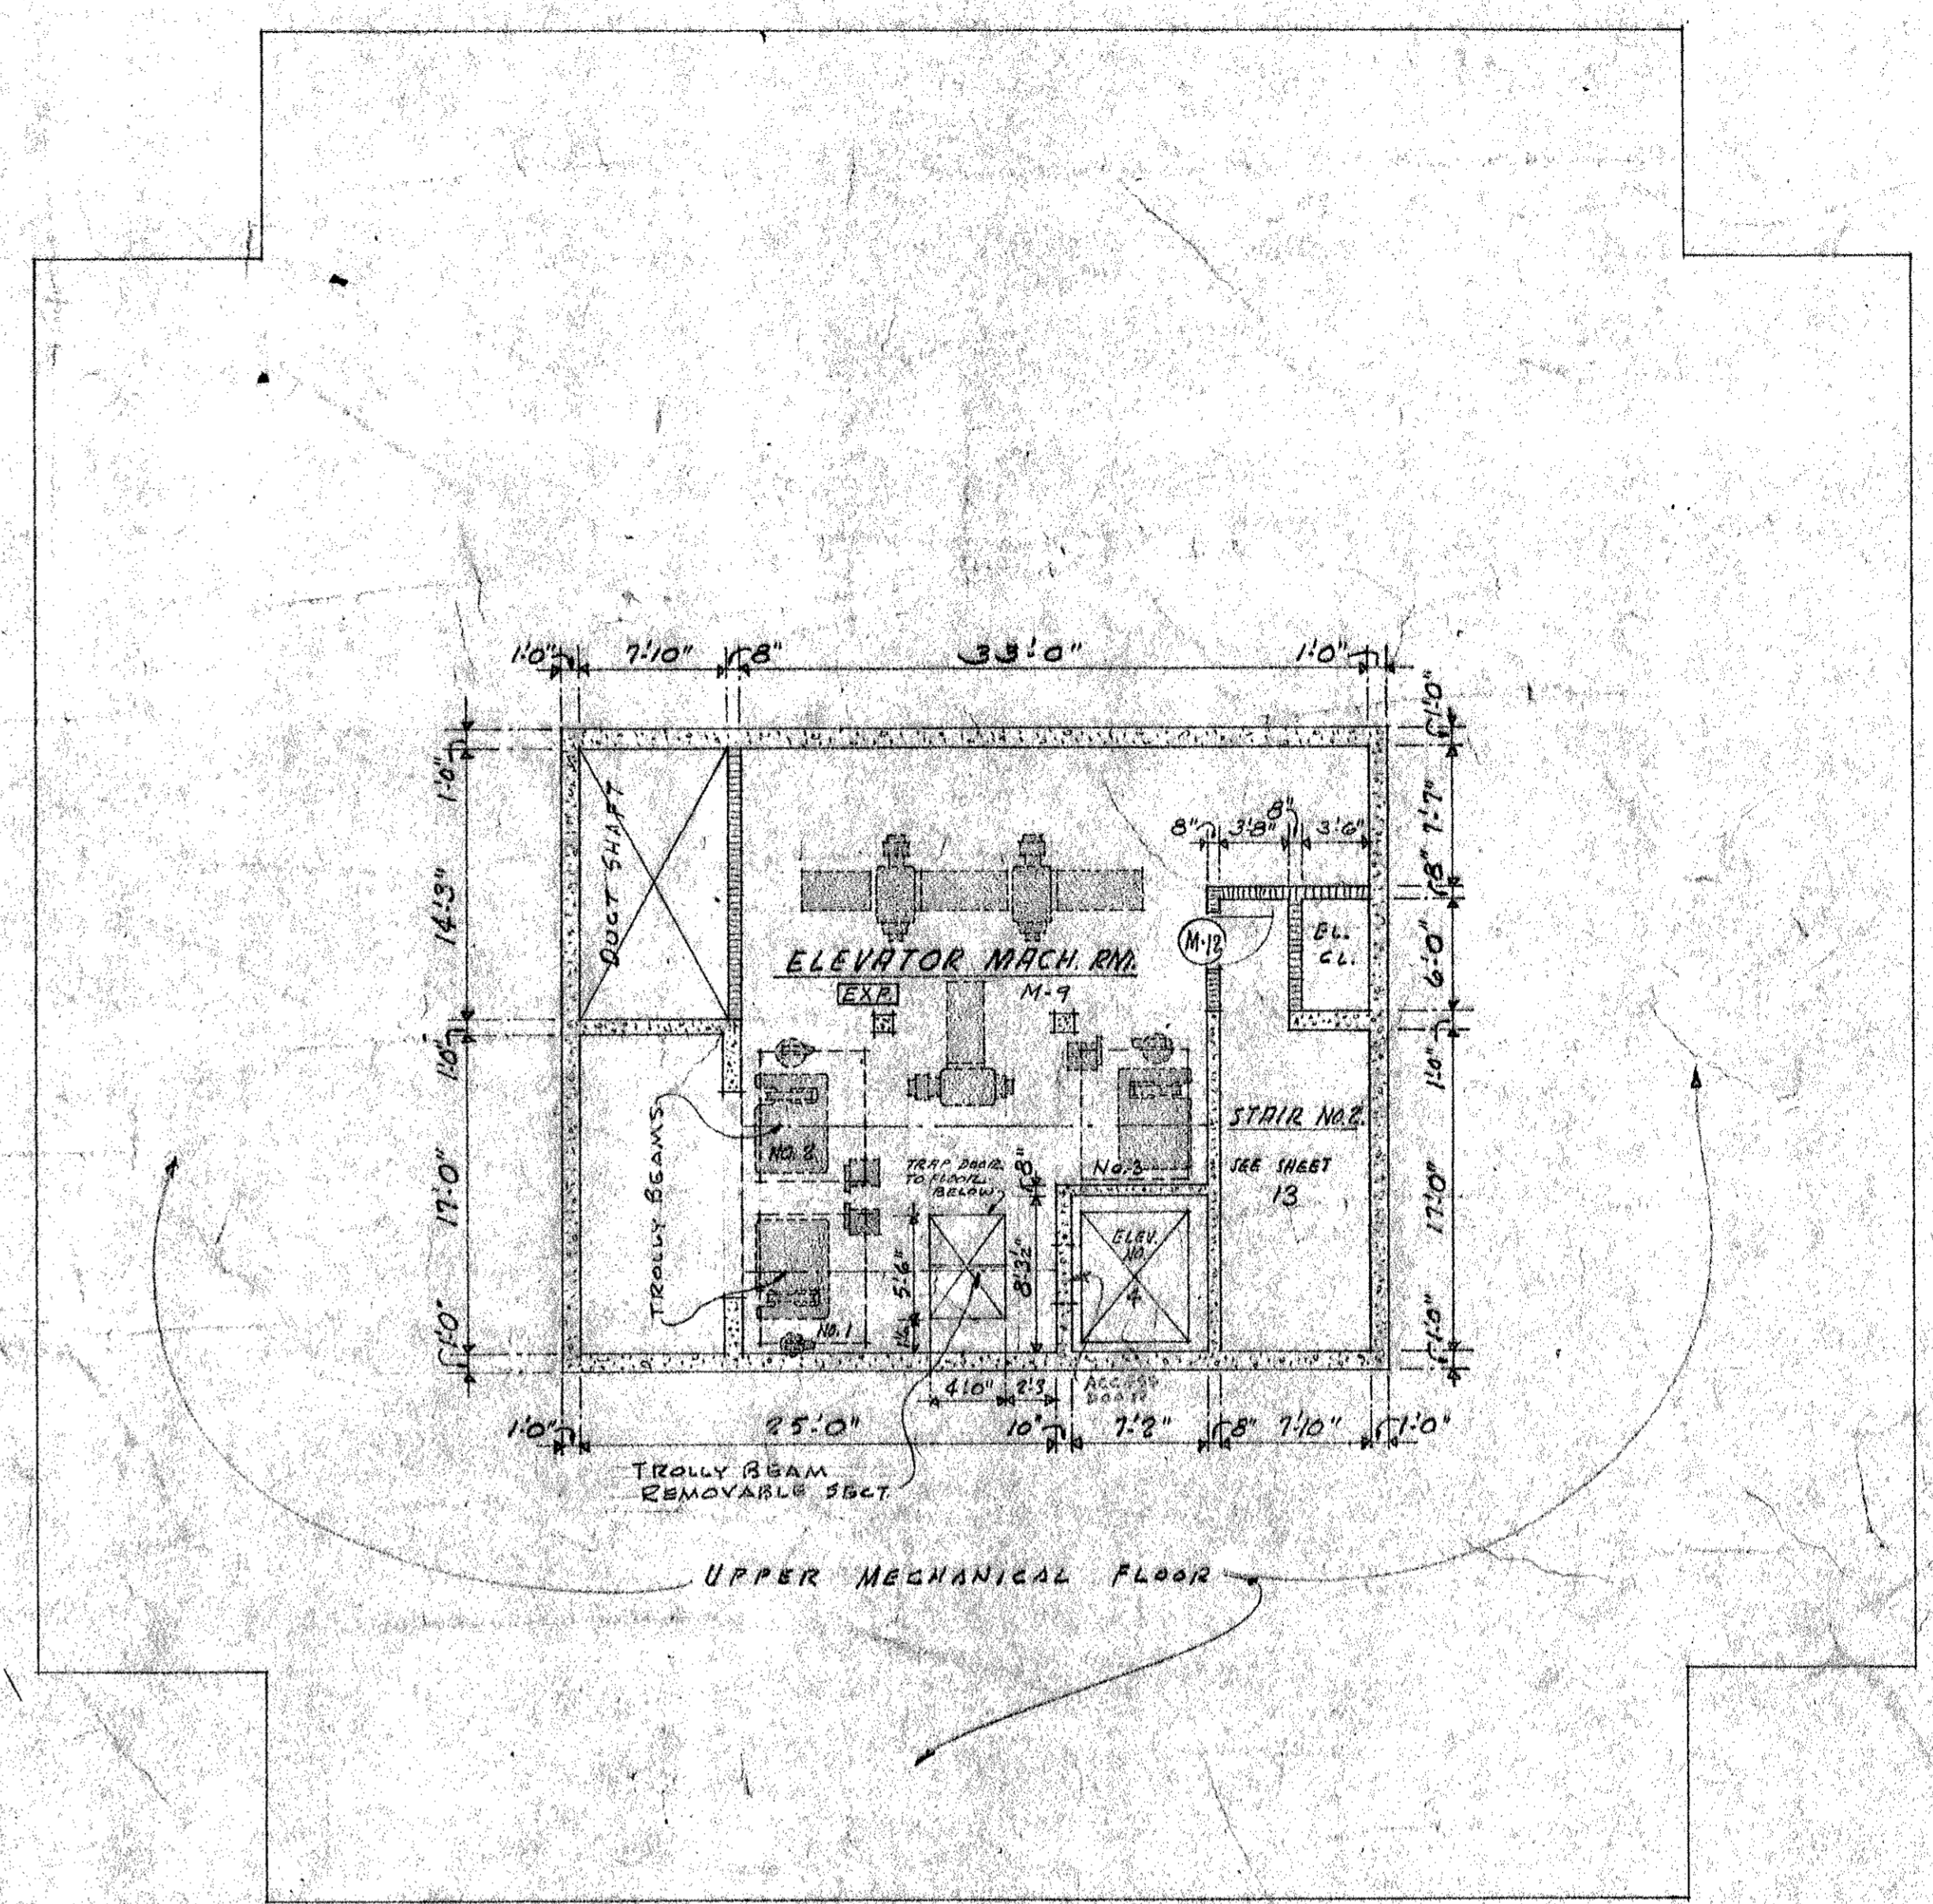 1'-0" 7'-10" 8" 33'-0" 1'-0"
1'-0"
14'-3"
1'-0"
17'-0"
1'-0"
1'-0"
7'-7"
8"
6'-0"
1'-0"
17'-0"
1'-0"
DUCT SHAFT
8" 3'-8" 8" 3'-6"
M-12
EL.
CL.
ELEVATOR MACH. RM.
EXP. M-9
TROLLY BEAMS
NO. 2
NO. 1
TRAP DOOR
TO FLOOR
BELOW
8"
5'-6"
8'-3½"
No. 3
STAIR NO. 2
SEE SHEET
13
ELEV.
NO.
4
4'-0" 2'-3
ACCESS
DOOR
1'-0" 25'-0" 10" 7'-2" 8" 7'-10" 1'-0"
TROLLY BEAM
REMOVABLE SECT.
UPPER MECHANICAL FLOOR